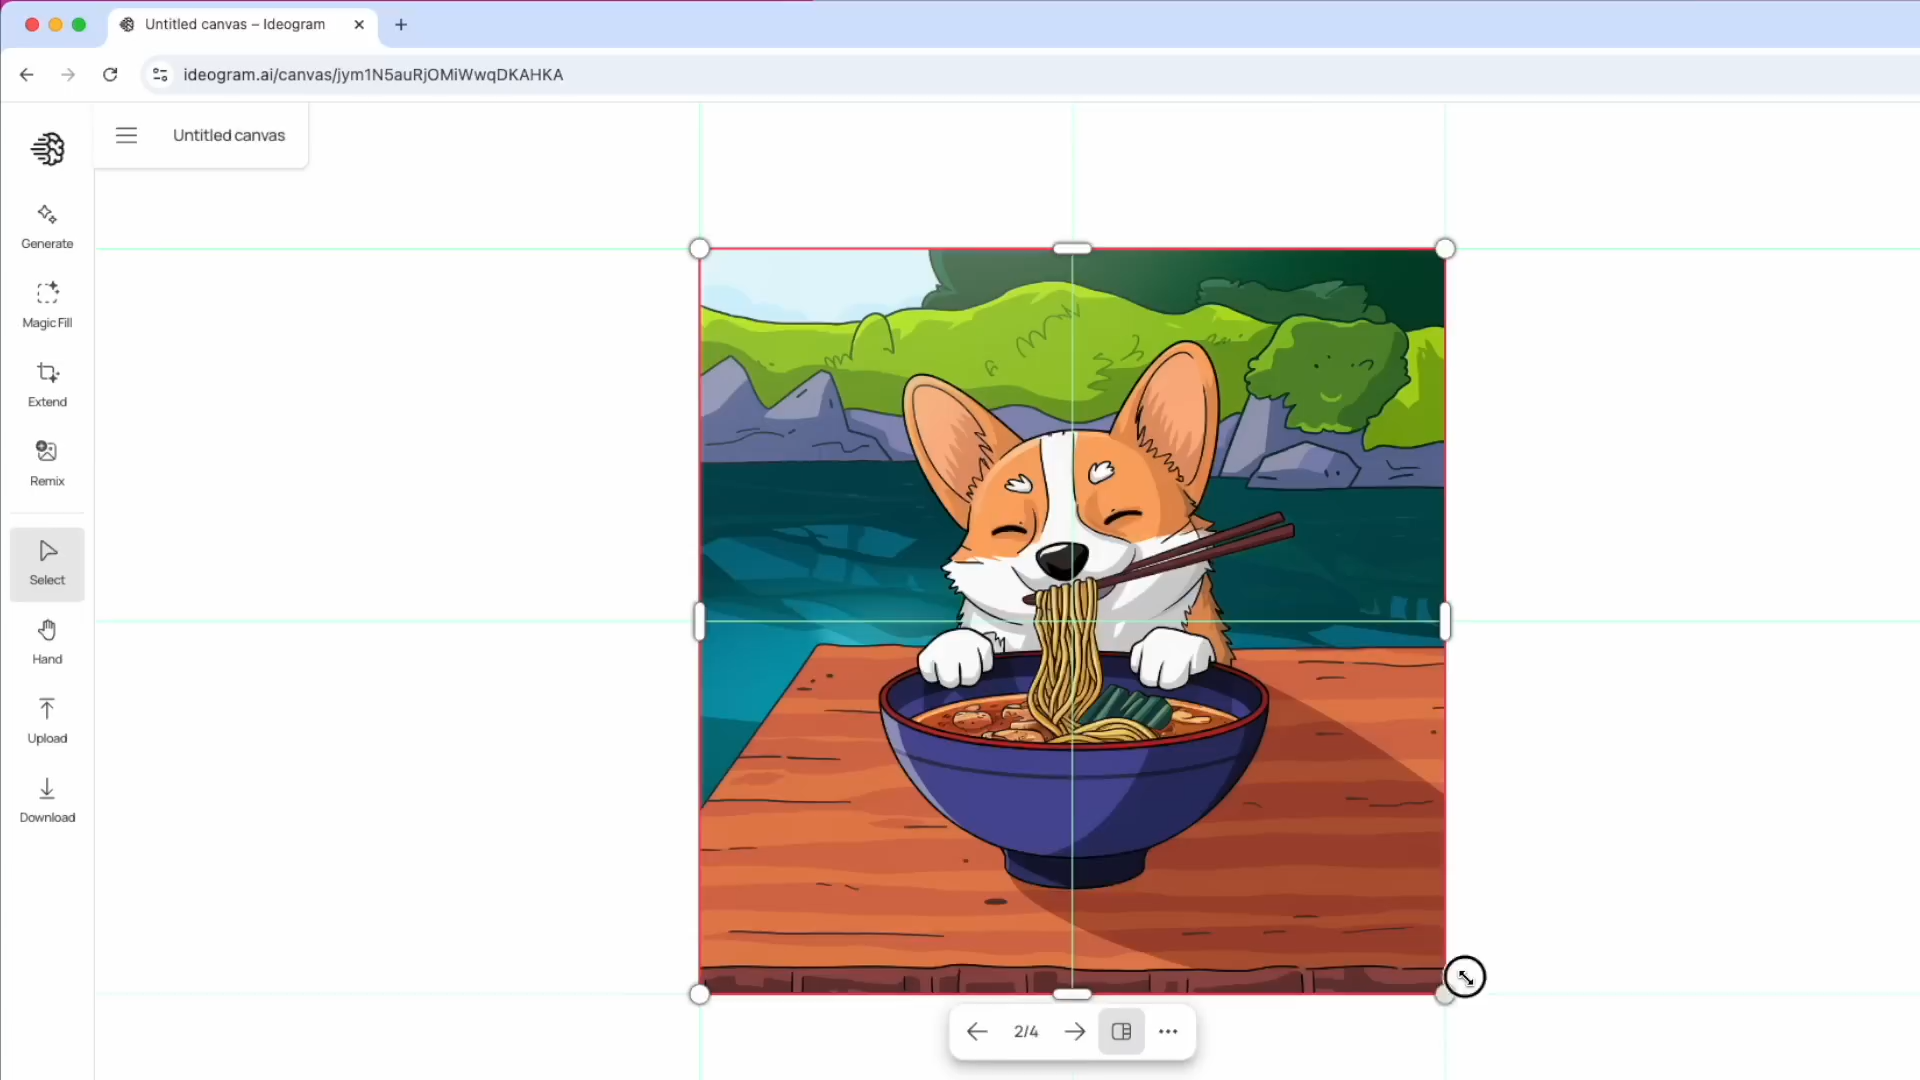 Untitled canvas – Ideogram
ideogram.ai/canvas/jym1N5auRjOMiWwqDKAHKA
Untitled canvas
Generate
Magic Fill
Extend
Remix
Select
Hand
Upload
Download
2/4